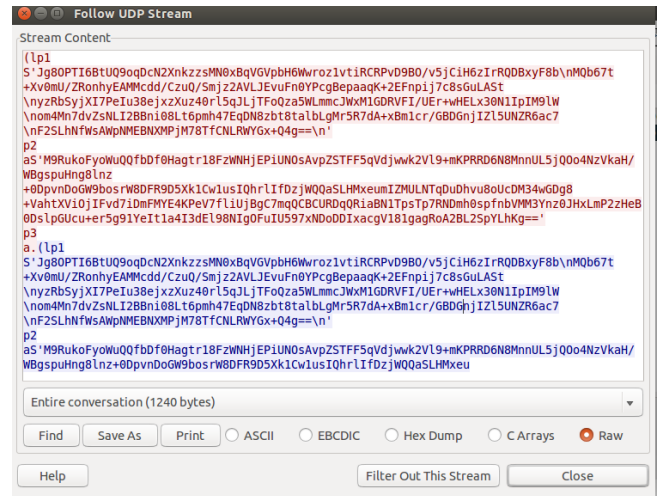 Follow UDP Stream
Stream Content
(lp1
S'Jg8OPTI6BtUQ9oqDcN2XnkzzsMN0xBqVGVpbH6Wwroz1vtiRCRPvD9BO/v5jCiH6zIrRQDBxyF8b\nMQb67t
+Xv0mU/ZRonhyEAMMcdd/CzuQ/Smjz2AVLJEvuFn0YPcgBepaaqK+2EFnpij7c8sGuLASt
\nyzRbSyjXI7PeIu38ejxzXuz40rl5qJLjTFoQza5WLmmcJWxM1GDRVFI/UEr+wHELx30N1IpIM9lW
\nom4Mn7dvZsNLI2BBni08Lt6pmh47EqDN8zbt8talbLgMr5R7dA+xBm1cr/GBDGnjIZl5UNZR6ac7
\nF2SLhNfWsAWpNMEBNXMPjM78TfCNLRWYGx+Q4g==\n'
p2
aS'M9RukoFyoWuQQfbDf0Hagtr18FzWNHjEPiUNOsAvpZSTFF5qVdjwwk2Vl9+mKPRRD6N8MnnUL5jQOo4NzVkaH/
WBgspuHng8lnz
+0DpvnDoGW9bosrW8DFR9D5Xk1Cw1usIQhrlIfDzjWQQaSLHMxeumIZMULNTqDuDhvu8oUcDM34wGDg8
+VahtXViOjIFvd7iDmFMYE4KPeV7fliUjBgC7mqQCBCURDqQRiaBN1TpsTp7RNDmh0spfnbVMM3Ynz0JHxLmP2zHeB
0DslpGUcu+er5g91YeIt1a4I3dEl98NIgOFuIU597xNDoDDIxacgV181gagRoA2BL2SpYLhKg=='
p3
a.(lp1
S'Jg8OPTI6BtUQ9oqDcN2XnkzzsMN0xBqVGVpbH6Wwroz1vtiRCRPvD9BO/v5jCiH6zIrRQDBxyF8b\nMQb67t
+Xv0mU/ZRonhyEAMMcdd/CzuQ/Smjz2AVLJEvuFn0YPcgBepaaqK+2EFnpij7c8sGuLASt
\nyzRbSyjXI7PeIu38ejxzXuz40rl5qJLjTFoQza5WLmmcJWxM1GDRVFI/UEr+wHELx30N1IpIM9lW
\nom4Mn7dvZsNLI2BBni08Lt6pmh47EqDN8zbt8talbLgMr5R7dA+xBm1cr/GBDGnjIZl5UNZR6ac7
\nF2SLhNfWsAWpNMEBNXMPjM78TfCNLRWYGx+Q4g==\n'
p2
aS'M9RukoFyoWuQQfbDf0Hagtr18FzWNHjEPiUNOsAvpZSTFF5qVdjwwk2Vl9+mKPRRD6N8MnnUL5jQOo4NzVkaH/
WBgspuHng8lnz+0DpvnDoGW9bosrW8DFR9D5Xk1Cw1usIQhrlIfDzjWQQaSLHMxeu
Entire conversation (1240 bytes)
Find Save As Print ASCII EBCDIC Hex Dump C Arrays Raw
Help Filter Out This Stream Close